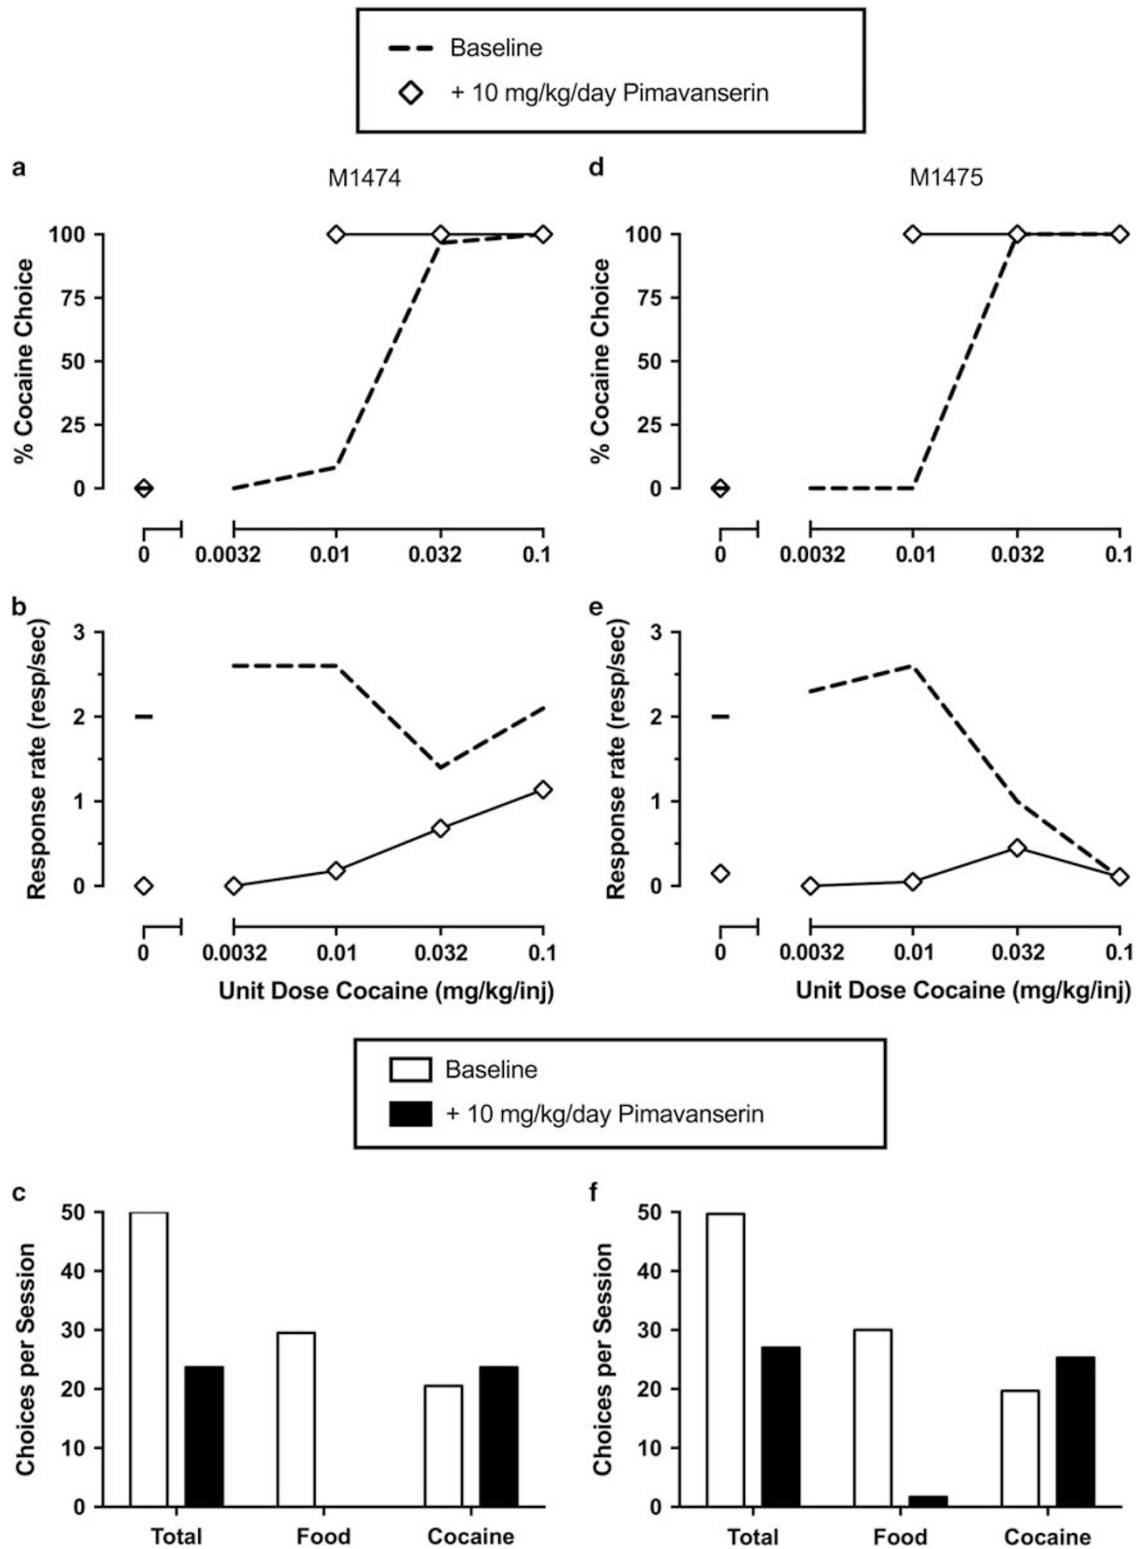 Baseline
+ 10 mg/kg/day Pimavanserin
a
M1474
d
M1475
% Cocaine Choice
100
75
50
25
0
0 0.0032 0.01 0.032 0.1
% Cocaine Choice
100
75
50
25
0
0 0.0032 0.01 0.032 0.1
b
Response rate (resp/sec)
3
2
1
0
0 0.0032 0.01 0.032 0.1
Unit Dose Cocaine (mg/kg/inj)
e
Response rate (resp/sec)
3
2
1
0
0 0.0032 0.01 0.032 0.1
Unit Dose Cocaine (mg/kg/inj)
Baseline
+ 10 mg/kg/day Pimavanserin
c
Choices per Session
50
40
30
20
10
0
Total Food Cocaine
f
Choices per Session
50
40
30
20
10
0
Total Food Cocaine